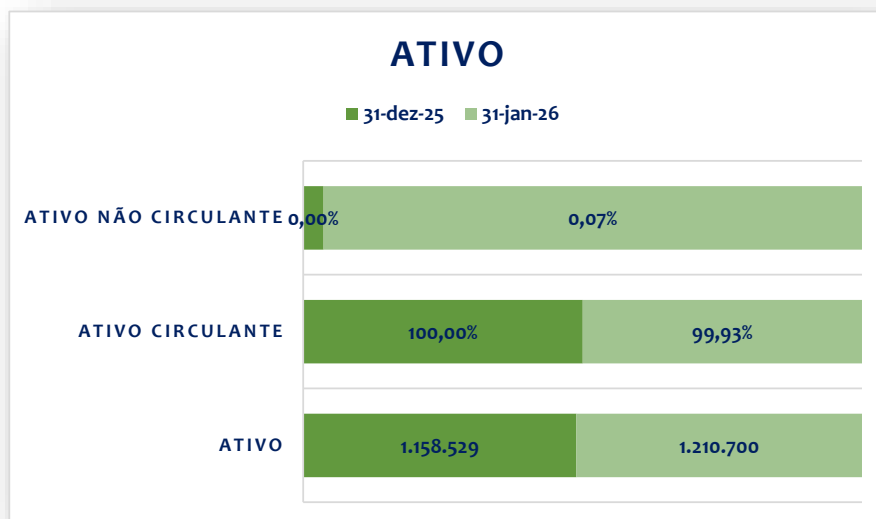 ATIVO
31-dez-25 31-jan-26
ATIVO NÃO CIRCULANTE 0,00% 0,07%
ATIVO CIRCULANTE 100,00% 99,93%
ATIVO 1.158.529 1.210.700